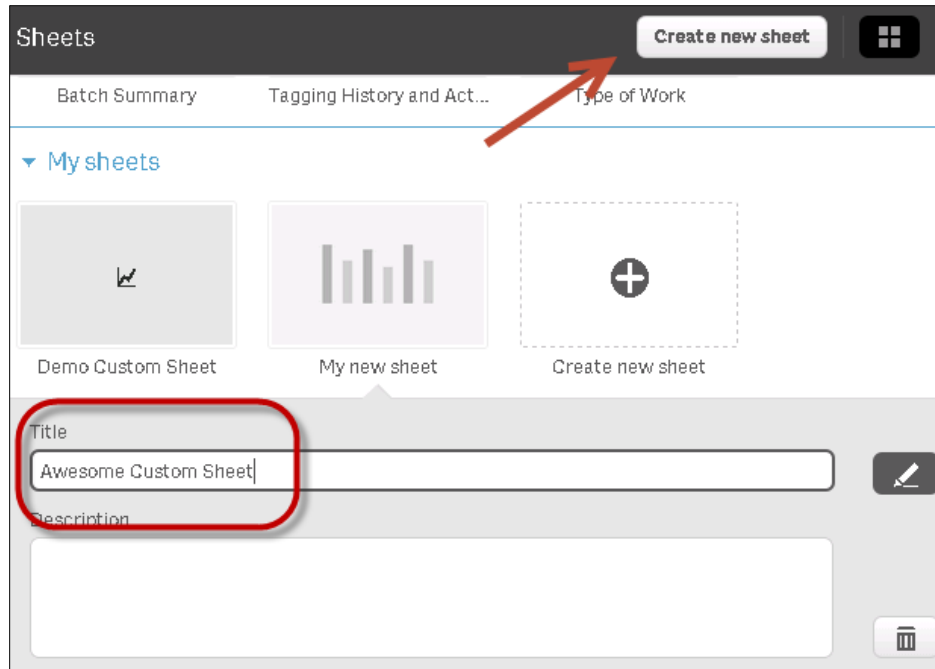 Sheets
Create new sheet
Batch Summary
Tagging History and Act...
Type of Work
My sheets
Demo Custom Sheet
My new sheet
Create new sheet
Title
Awesome Custom Sheet
Description